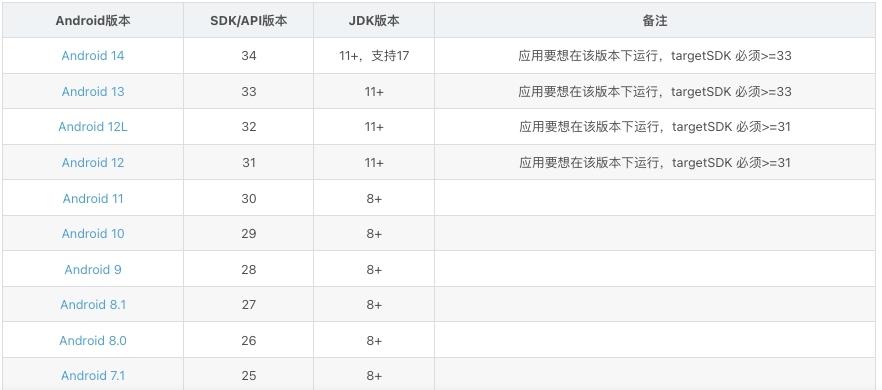 Android版本 SDK/API版本 JDK版本 备注
Android 14 34 11+，支持17 应用要想在该版本下运行，targetSDK 必须>=33
Android 13 33 11+ 应用要想在该版本下运行，targetSDK 必须>=33
Android 12L 32 11+ 应用要想在该版本下运行，targetSDK 必须>=31
Android 12 31 11+ 应用要想在该版本下运行，targetSDK 必须>=31
Android 11 30 8+
Android 10 29 8+
Android 9 28 8+
Android 8.1 27 8+
Android 8.0 26 8+
Android 7.1 25 8+